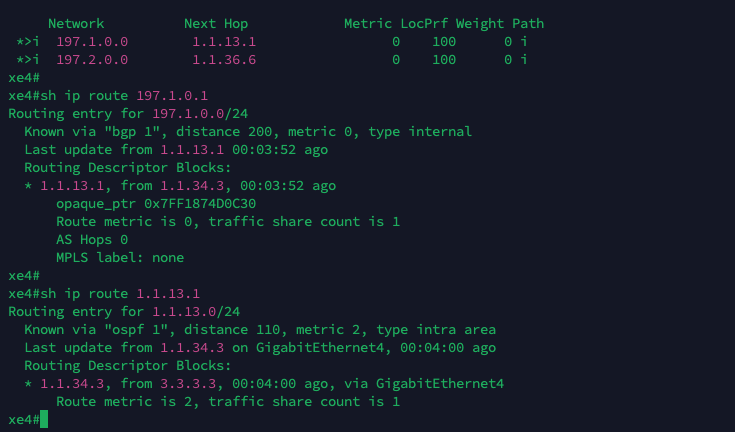 Network          Next Hop            Metric LocPrf Weight Path
 *>i  197.1.0.0        1.1.13.1                 0    100      0 i
 *>i  197.2.0.0        1.1.36.6                 0    100      0 i
xe4#
xe4#sh ip route 197.1.0.1
Routing entry for 197.1.0.0/24
  Known via "bgp 1", distance 200, metric 0, type internal
  Last update from 1.1.13.1 00:03:52 ago
  Routing Descriptor Blocks:
  * 1.1.13.1, from 1.1.34.3, 00:03:52 ago
      opaque_ptr 0x7FF1874D0C30
      Route metric is 0, traffic share count is 1
      AS Hops 0
      MPLS label: none
xe4#
xe4#sh ip route 1.1.13.1
Routing entry for 1.1.13.0/24
  Known via "ospf 1", distance 110, metric 2, type intra area
  Last update from 1.1.34.3 on GigabitEthernet4, 00:04:00 ago
  Routing Descriptor Blocks:
  * 1.1.34.3, from 3.3.3.3, 00:04:00 ago, via GigabitEthernet4
      Route metric is 2, traffic share count is 1
xe4#